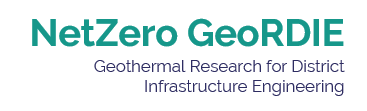 NetZero GeoRDIE
Geothermal Research for District
Infrastructure Engineering